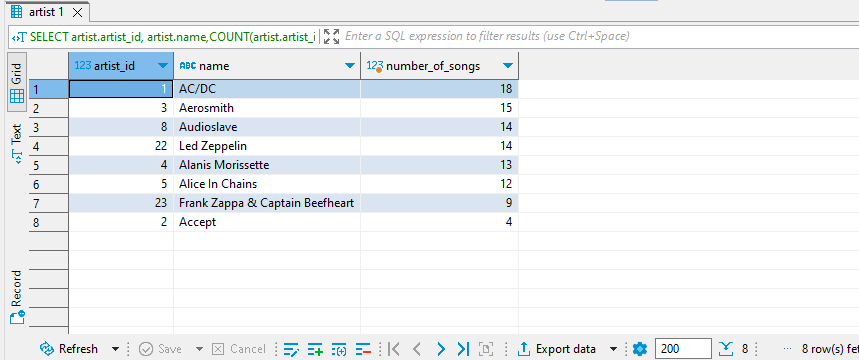 artist 1
SELECT artist.artist_id, artist.name,COUNT(artist.artist_i
Enter a SQL expression to filter results (use Ctrl+Space)
Grid
Text
Record
123 artist_id ABC name 123 number_of_songs
1 1 AC/DC 18
2 3 Aerosmith 15
3 8 Audioslave 14
4 22 Led Zeppelin 14
5 4 Alanis Morissette 13
6 5 Alice In Chains 12
7 23 Frank Zappa & Captain Beefheart 9
8 2 Accept 4
Refresh Save Cancel Export data 200 8 ··· 8 row(s) fet